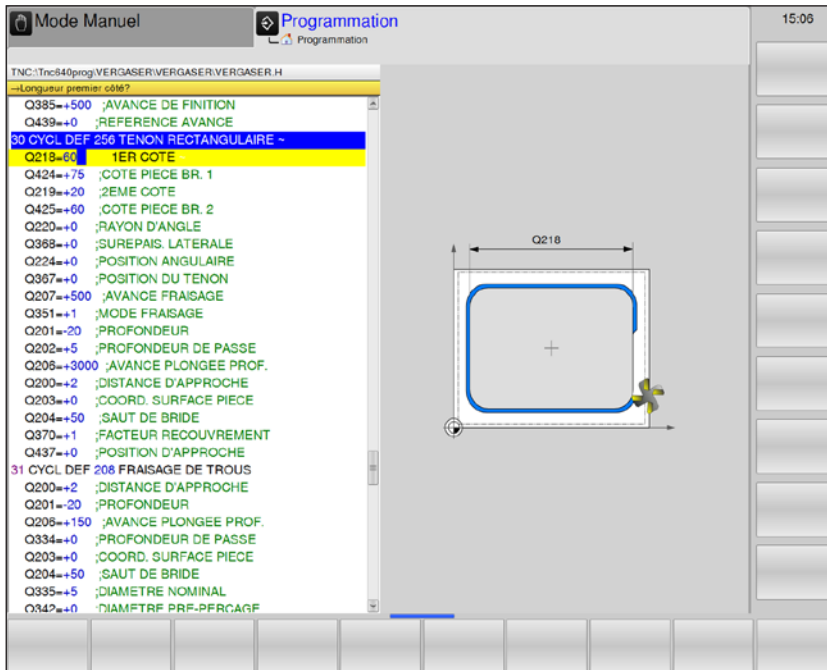 Mode Manuel
Programmation
Programmation
15:06
TNC:\Tnc640prog\VERGASER\VERGASER\VERGASER.H
→Longueur premier côté?
Q385=+500 ;AVANCE DE FINITION
Q439=+0 ;REFERENCE AVANCE
30 CYCL DEF 256 TENON RECTANGULAIRE ~
Q218=60 1ER COTE ~
Q424=+75 ;COTE PIECE BR. 1
Q219=+20 ;2EME COTE
Q425=+60 ;COTE PIECE BR. 2
Q220=+0 ;RAYON D'ANGLE
Q368=+0 ;SUREPAIS. LATERALE
Q224=+0 ;POSITION ANGULAIRE
Q367=+0 ;POSITION DU TENON
Q207=+500 ;AVANCE FRAISAGE
Q351=+1 ;MODE FRAISAGE
Q201=-20 ;PROFONDEUR
Q202=+5 ;PROFONDEUR DE PASSE
Q206=+3000 ;AVANCE PLONGEE PROF.
Q200=+2 ;DISTANCE D'APPROCHE
Q203=+0 ;COORD. SURFACE PIECE
Q204=+50 ;SAUT DE BRIDE
Q370=+1 ;FACTEUR RECOUVREMENT
Q437=+0 ;POSITION D'APPROCHE
31 CYCL DEF 208 FRAISAGE DE TROUS
Q200=+2 ;DISTANCE D'APPROCHE
Q201=-20 ;PROFONDEUR
Q206=+150 ;AVANCE PLONGEE PROF.
Q334=+0 ;PROFONDEUR DE PASSE
Q203=+0 ;COORD. SURFACE PIECE
Q204=+50 ;SAUT DE BRIDE
Q335=+5 ;DIAMETRE NOMINAL
Q342=+0 ;DIAMETRE PRE-PERCAGE
Q218